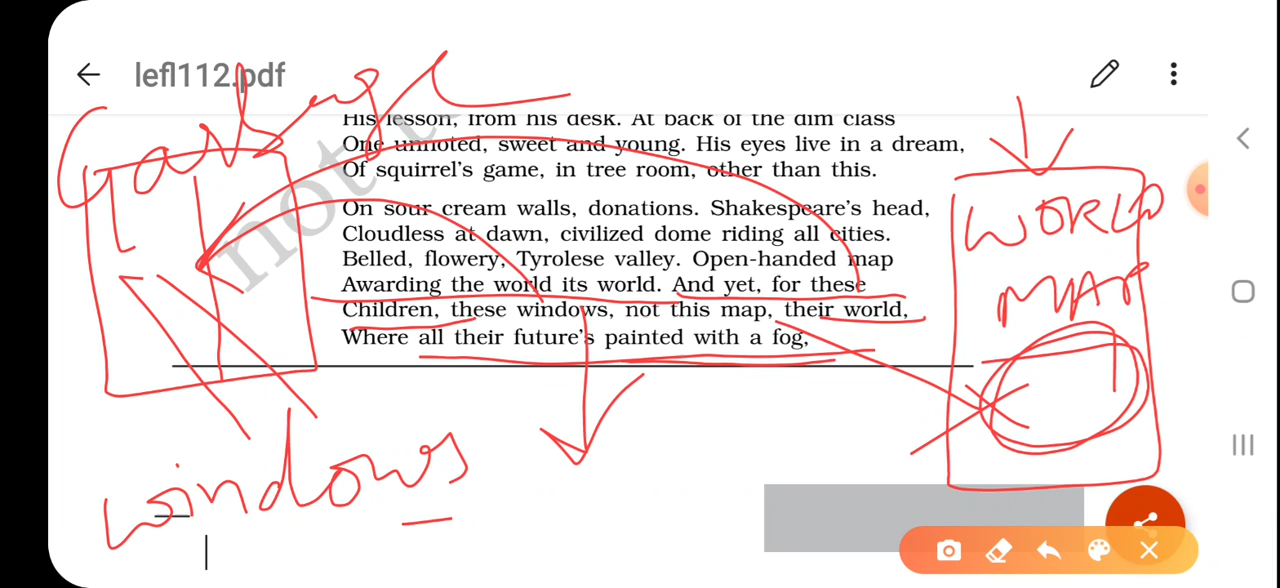 lefl112.pdf
Garbage
His lesson, from his desk. At back of the dim class
One unnoted, sweet and young. His eyes live in a dream,
Of squirrel's game, in tree room, other than this.
On sour cream walls, donations. Shakespeare's head,
Cloudless at dawn, civilized dome riding all cities.
Belled, flowery, Tyrolese valley. Open-handed map
Awarding the world its world. And yet, for these
Children, these windows, not this map, their world,
Where all their future's painted with a fog,
not
WORLD
MAP
windows